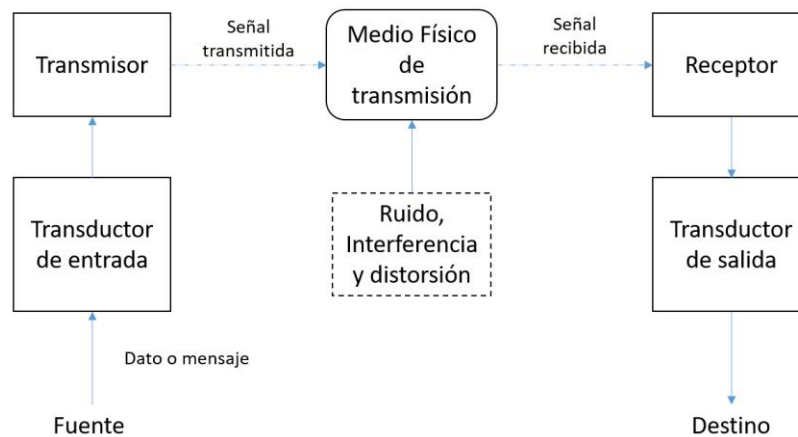 Señal
transmitida
Señal
recibida
Transmisor
Medio Físico
de
transmisión
Receptor
Transductor
de entrada
Ruido,
Interferencia
y distorsión
Transductor
de salida
Dato o mensaje
Fuente
Destino